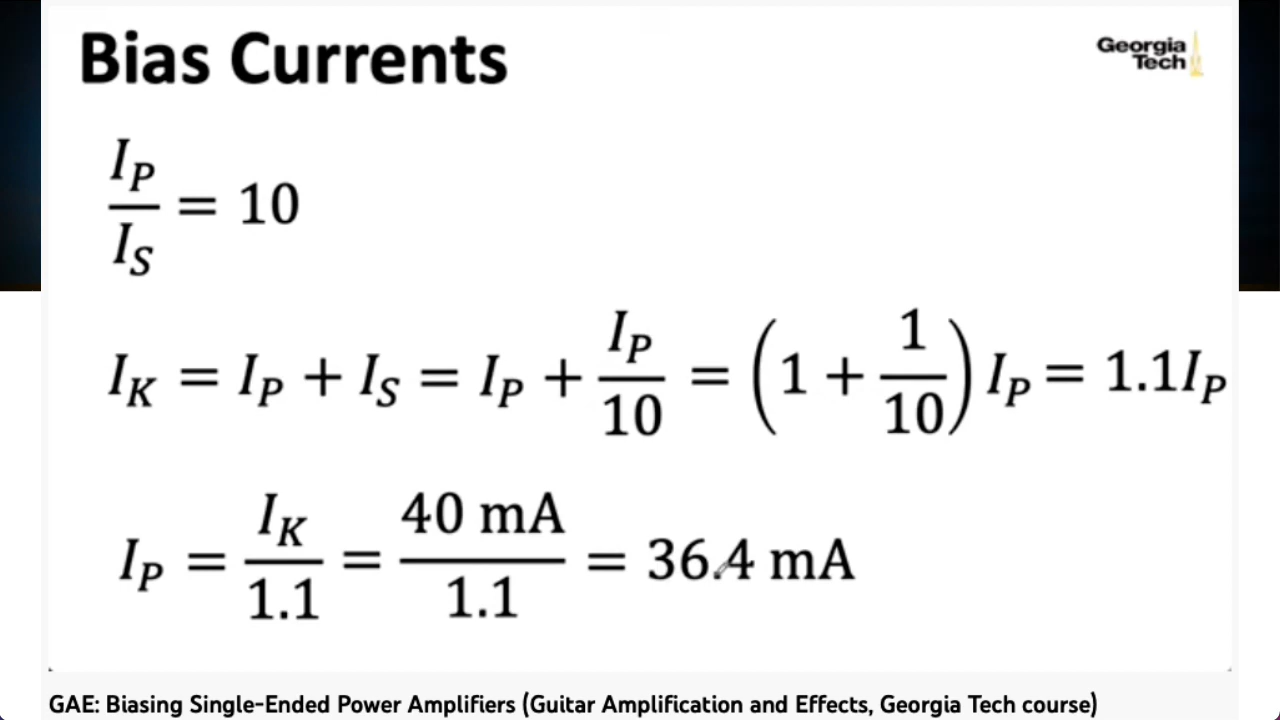 Bias Currents
Georgia
Tech
I_P / I_S = 10
I_K = I_P + I_S = I_P + I_P / 10 = (1 + 1 / 10) I_P = 1.1I_P
I_P = I_K / 1.1 = 40 mA / 1.1 = 36.4 mA
GAE: Biasing Single-Ended Power Amplifiers (Guitar Amplification and Effects, Georgia Tech course)